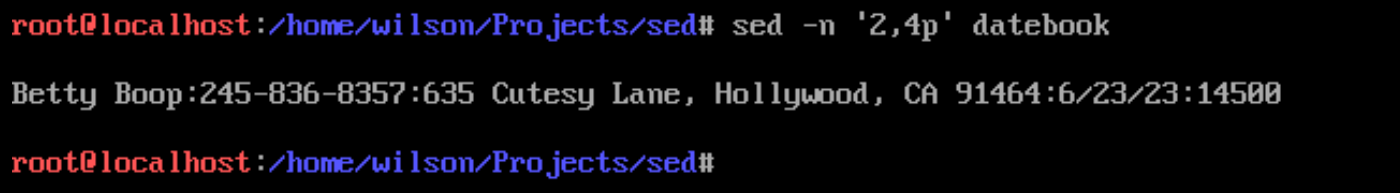 root@localhost:/home/wilson/Projects/sed# sed -n '2,4p' datebook
Betty Boop:245-836-8357:635 Cutesy Lane, Hollywood, CA 91464:6/23/23:14500
root@localhost:/home/wilson/Projects/sed#